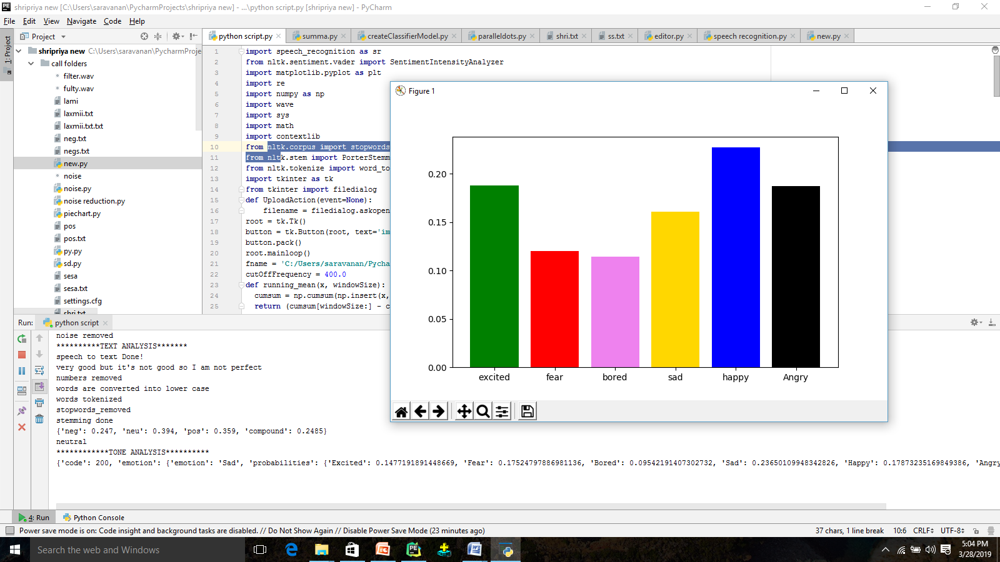 shripriya new [C:\Users\saravanan\PycharmProjects\shripriya new] - ...\python script.py [shripriya new] - PyCharm
File Edit View Navigate Code Help
1: Project
Project
python script.py
summa.py
createClassifierModel.py
paralleldots.py
shri.txt
ss.txt
editor.py
speech recognition.py
new.py
shripriya new C:\Users\saravanan\PycharmProje
call folders
filter.wav
fulty.wav
lami
laxmii.txt
laxmii.txt.txt
neg.txt
negs.txt
new.py
noise
noise.py
noise reduction.py
piechart.py
pos
pos.txt
py.py
sd.py
sesa
sesa.txt
settings.cfg
shri.txt
1 import speech_recognition as sr
2 from nltk.sentiment.vader import SentimentIntensityAnalyzer
3 import matplotlib.pyplot as plt
4 import re
5 import numpy as np
6 import wave
7 import sys
8 import math
9 import contextlib
10 from nltk.corpus import stopwords
11 from nltk.stem import PorterStemm
12 from nltk.tokenize import word_to
13 import tkinter as tk
14 from tkinter import filedialog
15 def UploadAction(event=None):
16 filename = filedialog.askopen
17 root = tk.Tk()
18 button = tk.Button(root, text='im
19 button.pack()
20 root.mainloop()
21 fname = 'C:/Users/saravanan/Pycha
22 cutOffFrequency = 400.0
23 def running_mean(x, windowSize):
24 cumsum = np.cumsum(np.insert(x,
25 return (cumsum[windowSize:] - c
Figure 1
0.20
0.15
0.10
0.05
0.00
excited fear bored sad happy Angry
Run: python script
noise removed
**********TEXT ANALYSIS*******
speech to text Done!
very good but it's not good so I am not perfect
numbers removed
words are converted into lower case
words tokenized
stopwords_removed
stemming done
{'neg': 0.247, 'neu': 0.394, 'pos': 0.359, 'compound': 0.2485}
neutral
************TONE ANALYSIS**********
{'code': 200, 'emotion': {'emotion': 'Sad', 'probabilities': {'Excited': 0.1477191891448669, 'Fear': 0.17524797886981136, 'Bored': 0.09542191407302732, 'Sad': 0.23650109948342826, 'Happy': 0.17873235169849386, 'Angry
4: Run Python Console
Power save mode is on: Code insight and background tasks are disabled. // Do Not Show Again // Disable Power Save Mode (23 minutes ago)
37 chars, 1 line break 10:6 CRLF UTF-8
Search the web and Windows
5:04 PM
3/28/2019